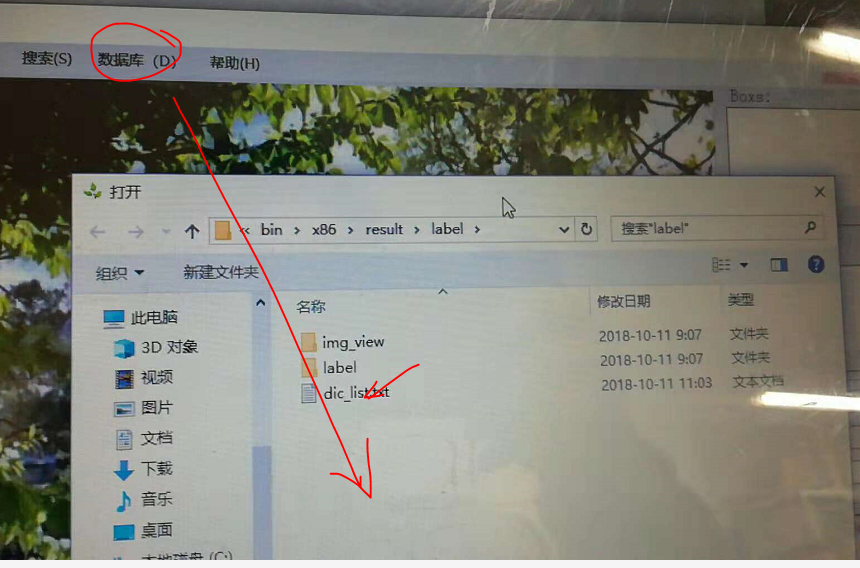 搜索(S) 数据库 (D) 帮助(H)
Boxs:
打开
« bin › x86 › result › label › 搜索"label"
组织 新建文件夹
名称 修改日期 类型
此电脑
3D 对象
视频
图片
文档
下载
音乐
桌面
本地磁盘 (C:)
img_view 2018-10-11 9:07 文件夹
label 2018-10-11 9:07 文件夹
dic_list.txt 2018-10-11 11:03 文本文档